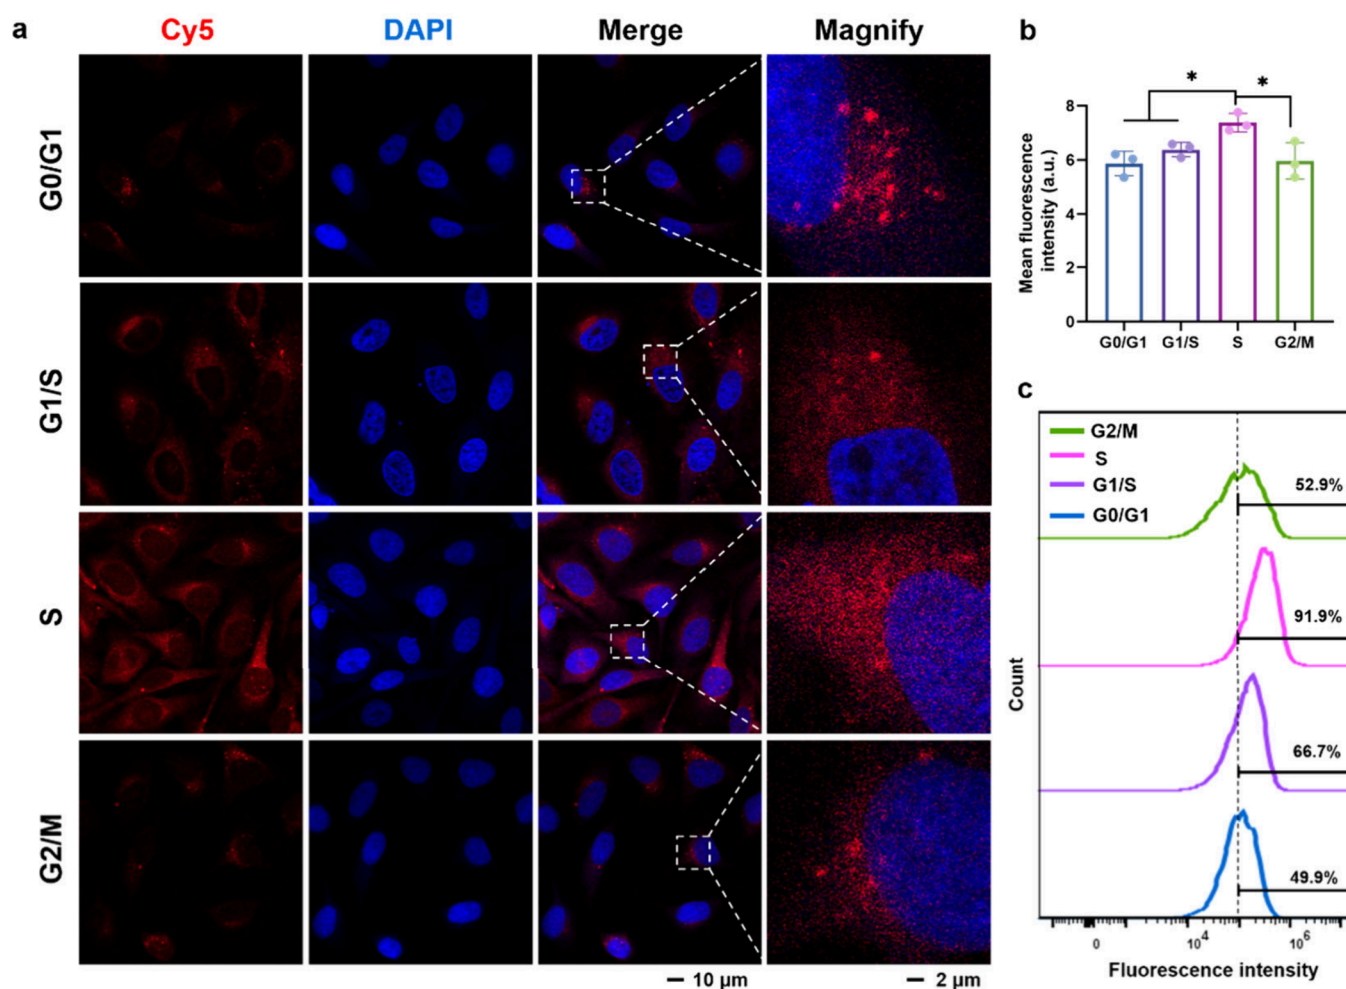 a
Cy5 DAPI Merge Magnify
G0/G1
G1/S
S
G2/M
10 μm 2 μm
b
Mean fluorescence
intensity (a.u.)
8
6
4
2
0
* *
G0/G1 G1/S S G2/M
c
G2/M
S
G1/S
G0/G1
52.9%
91.9%
66.7%
49.9%
Count
0 10⁴ 10⁶
Fluorescence intensity